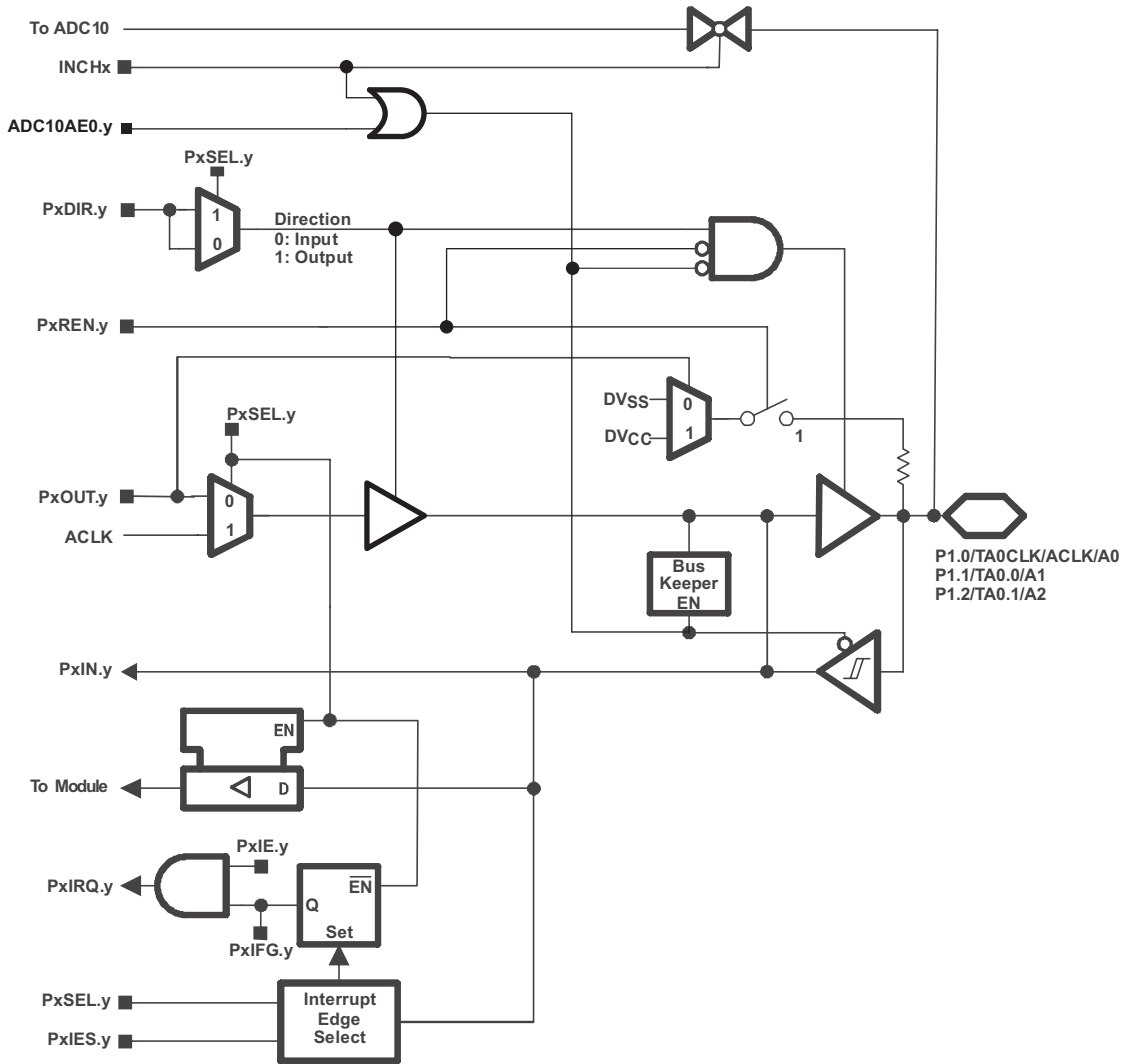 To ADC10
INCHx
ADC10AE0.y
PxSEL.y
PxDIR.y
1
0
Direction
0: Input
1: Output
PxREN.y
DVSS
0
DVCC
1
1
PxSEL.y
PxOUT.y
0
ACLK
1
Bus
Keeper
EN
P1.0/TA0CLK/ACLK/A0
P1.1/TA0.0/A1
P1.2/TA0.1/A2
PxIN.y
EN
To Module
D
PxIE.y
PxIRQ.y
EN
Q
Set
PxIFG.y
PxSEL.y
PxIES.y
Interrupt
Edge
Select